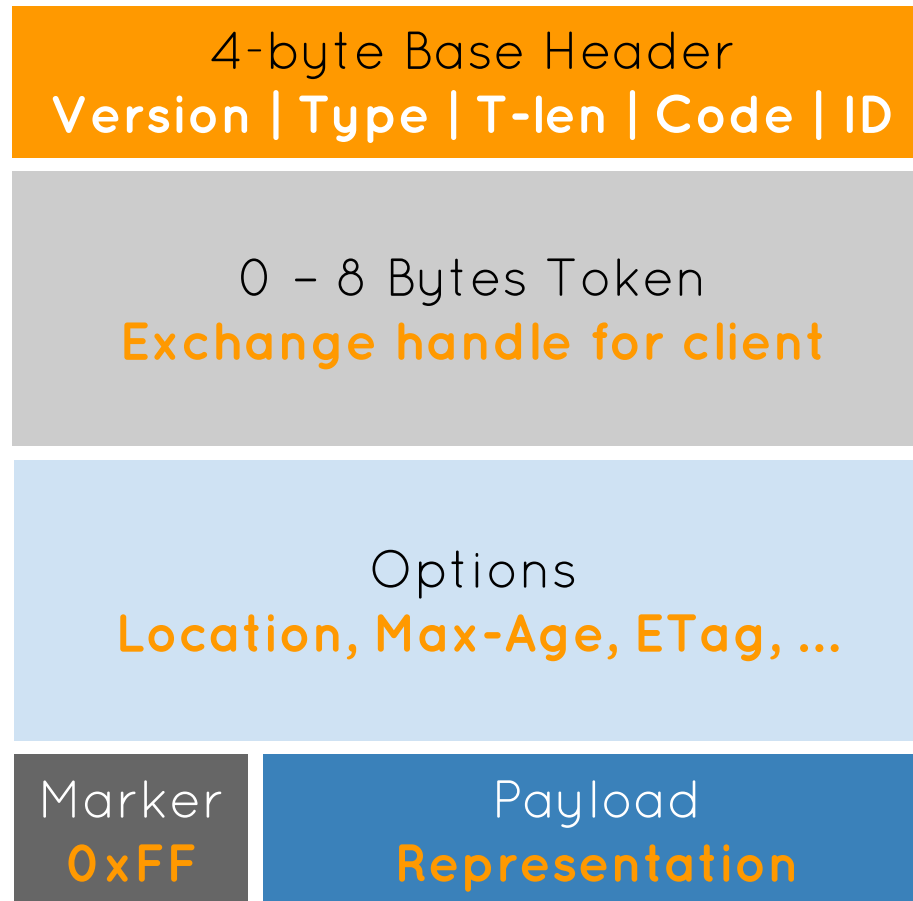 4-byte Base Header
Version | Type | T-len | Code | ID
0 – 8 Bytes Token
Exchange handle for client
Options
Location, Max-Age, ETag, ...
Marker
0xFF
Payload
Representation